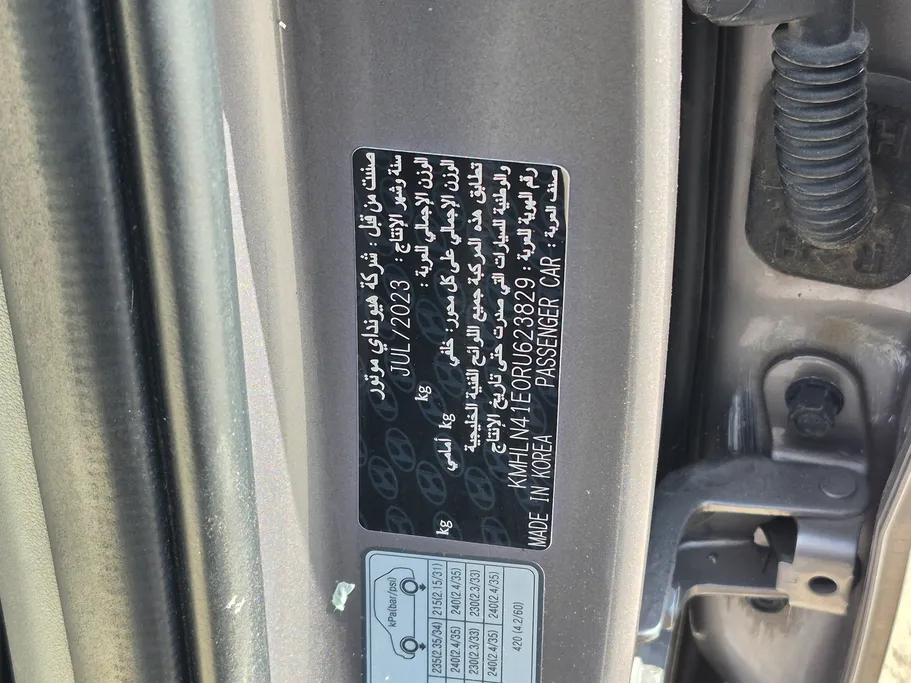 صنعت من قبل : شركة هيونداي موتور
سنة وشهر الإنتاج : JUL/2023
الوزن الإجمالي للعربة : kg
الوزن الإجمالي على كل محور : خلفي kg أمامي kg
تطابق هذه المركبة جميع اللوائح الفنية الخليجية
والوطنية للسيارات التي صدرت حتى تاريخ الإنتاج
رقم الهوية للعربة : KMHLN41E0RU623829
صنف العربة : PASSENGER CAR MADE IN KOREA
kPa(bar/psi)
235(2.35/34) 215(2.15/31)
240(2.4/35) 240(2.4/35)
230(2.3/33) 230(2.3/33)
240(2.4/35) 240(2.4/35)
420 (4.2/60)